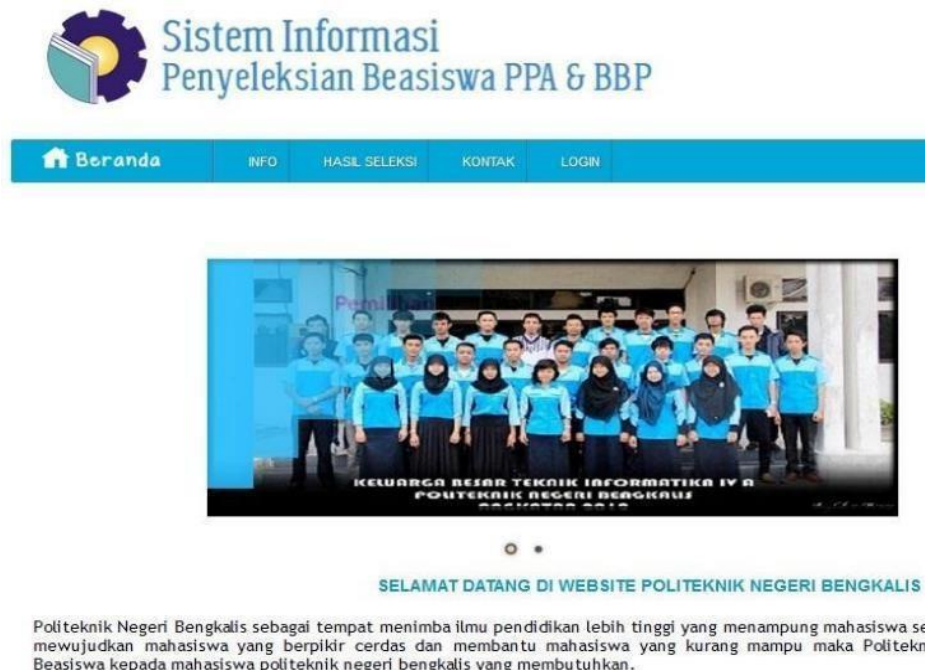 Sistem Informasi
Penyeleksian Beasiswa PPA & BBP
Beranda INFO HASIL SELEKSI KONTAK LOGIN
Pemilihan
KELUARGA BESAR TEKNIK INFORMATIKA IV A
POLITEKNIK NEGERI BENGKALIS
ANGKATAN
SELAMAT DATANG DI WEBSITE POLITEKNIK NEGERI BENGKALIS
Politeknik Negeri Bengkalis sebagai tempat menimba ilmu pendidikan lebih tinggi yang menampung mahasiswa se
mewujudkan mahasiswa yang berpikir cerdas dan membantu mahasiswa yang kurang mampu maka Politekn
Beasiswa kepada mahasiswa politeknik negeri bengkalis yang membutuhkan.